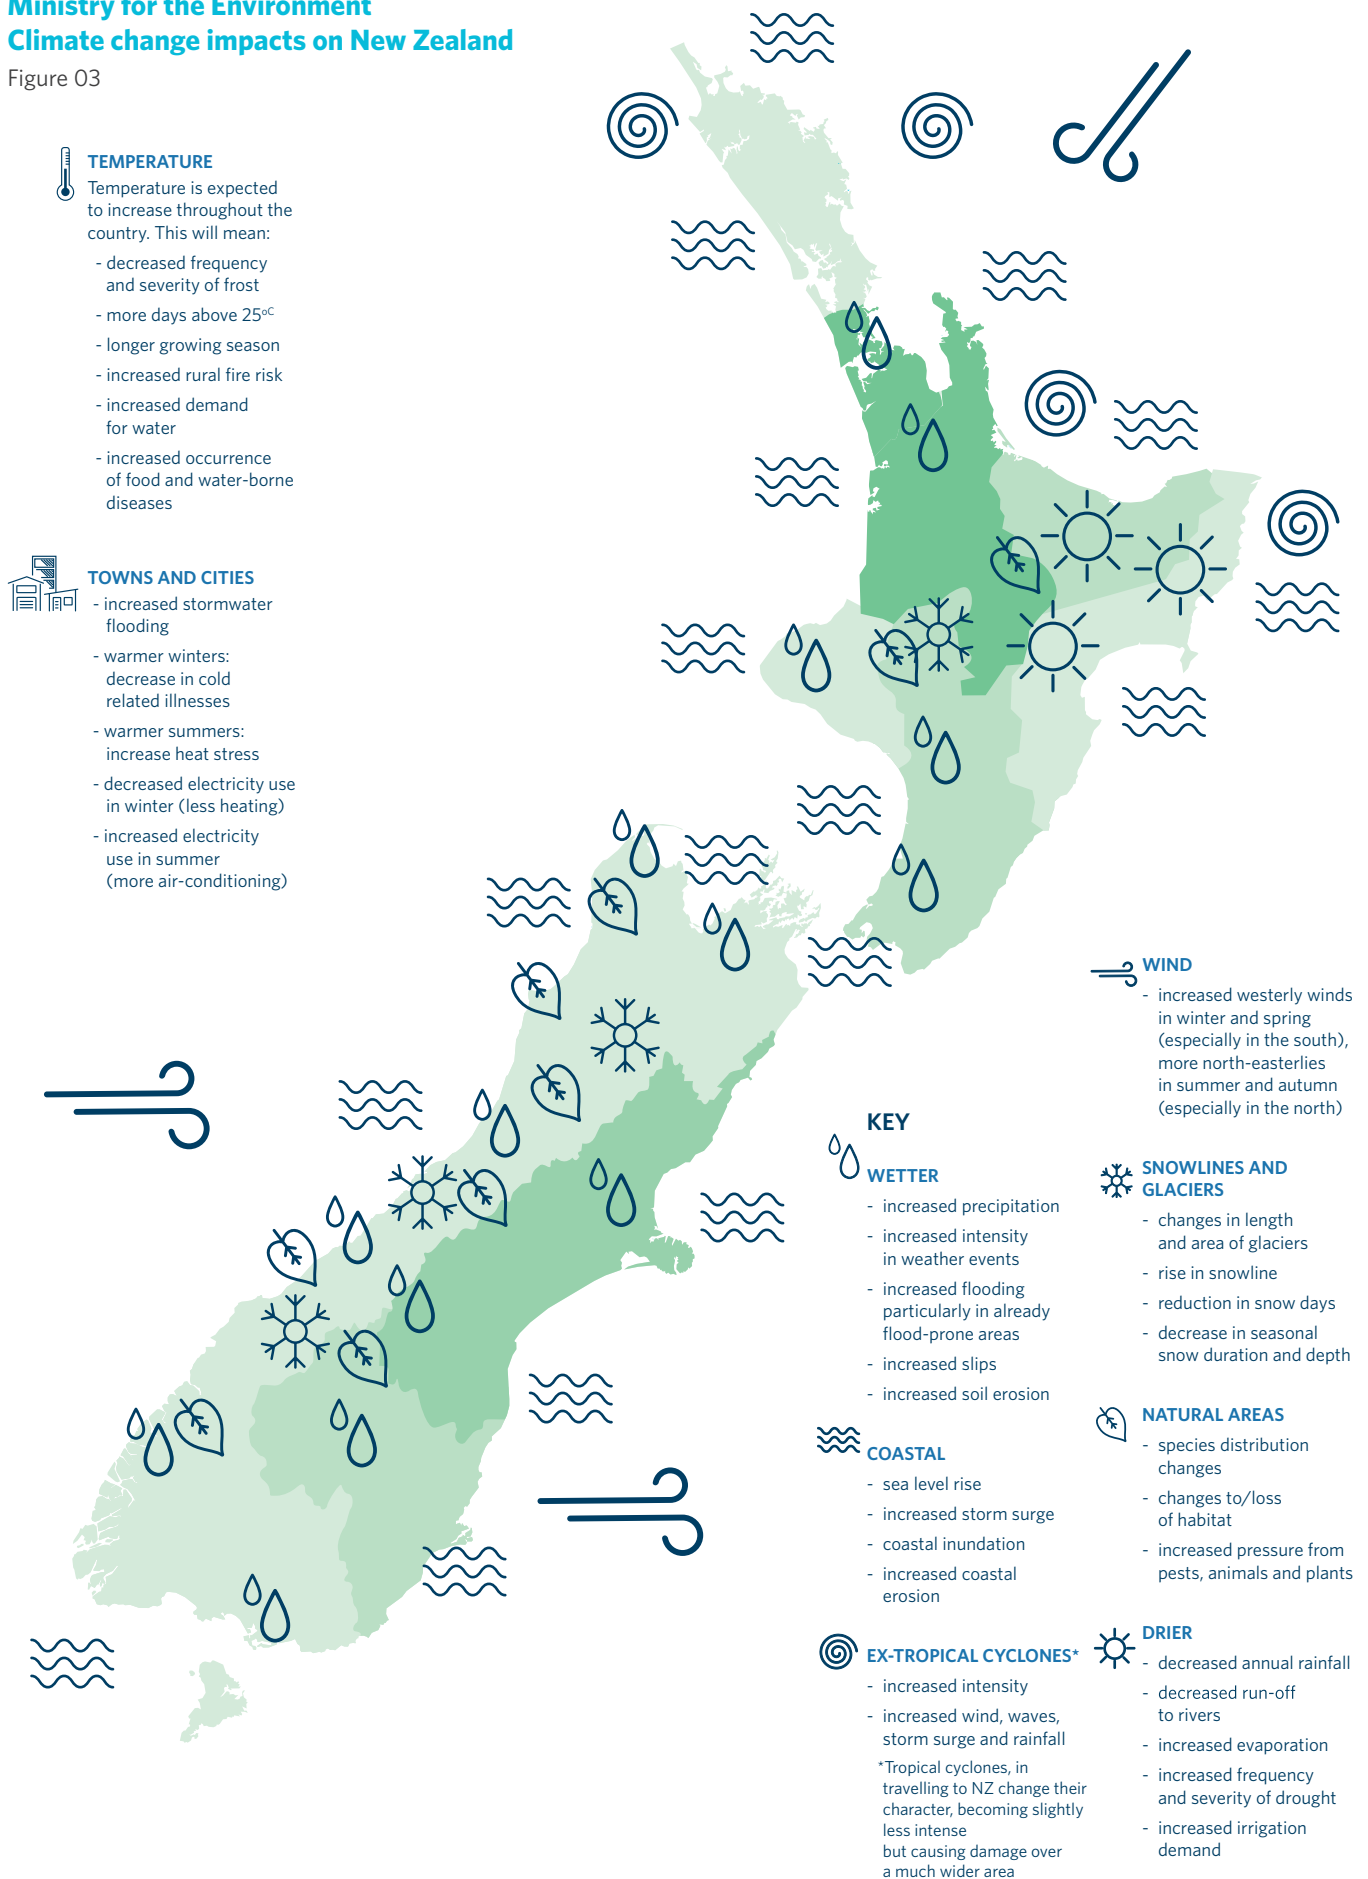 Ministry for the Environment
Climate change impacts on New Zealand
Figure 03
TEMPERATURE
Temperature is expected
to increase throughout the
country. This will mean:
- decreased frequency
and severity of frost
- more days above 25oC
- longer growing season
- increased rural fire risk
- increased demand
for water
- increased occurrence
of food and water-borne
diseases
TOWNS AND CITIES
- increased stormwater
flooding
- warmer winters:
decrease in cold
related illnesses
- warmer summers:
increase heat stress
- decreased electricity use
in winter (less heating)
- increased electricity
use in summer
(more air-conditioning)
KEY
WETTER
- increased precipitation
- increased intensity
in weather events
- increased flooding
particularly in already
flood-prone areas
- increased slips
- increased soil erosion
COASTAL
- sea level rise
- increased storm surge
- coastal inundation
- increased coastal
erosion
EX-TROPICAL CYCLONES*
- increased intensity
- increased wind, waves,
storm surge and rainfall
*Tropical cyclones, in
travelling to NZ change their
character, becoming slightly
less intense
but causing damage over
a much wider area
WIND
- increased westerly winds
in winter and spring
(especially in the south),
more north-easterlies
in summer and autumn
(especially in the north)
SNOWLINES AND
GLACIERS
- changes in length
and area of glaciers
- rise in snowline
- reduction in snow days
- decrease in seasonal
snow duration and depth
NATURAL AREAS
- species distribution
changes
- changes to/loss
of habitat
- increased pressure from
pests, animals and plants
DRIER
- decreased annual rainfall
- decreased run-off
to rivers
- increased evaporation
- increased frequency
and severity of drought
- increased irrigation
demand